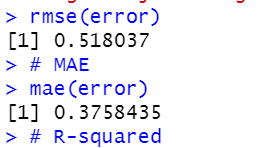 > rmse(error)
[1] 0.518037
> # MAE
> mae(error)
[1] 0.3758435
> # R-squared